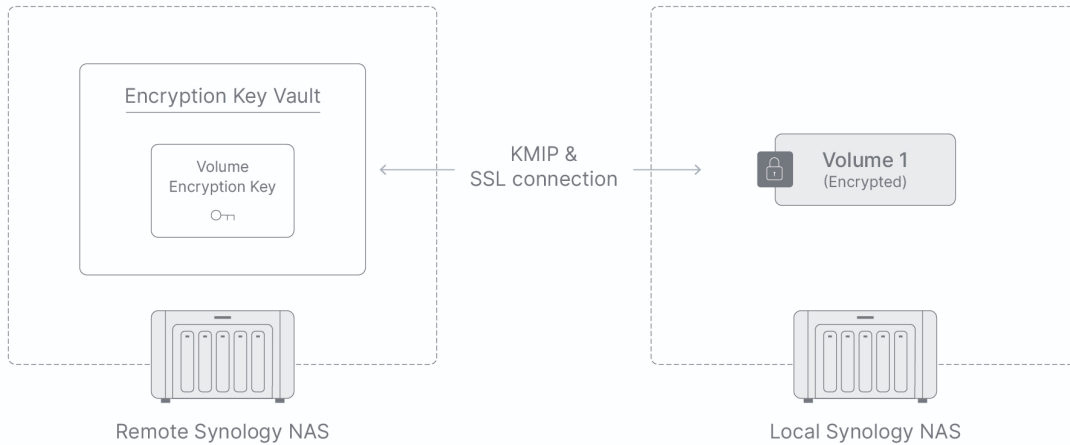 Encryption Key Vault
Volume
Encryption Key
KMIP &
SSL connection
Volume 1
(Encrypted)
Remote Synology NAS
Local Synology NAS